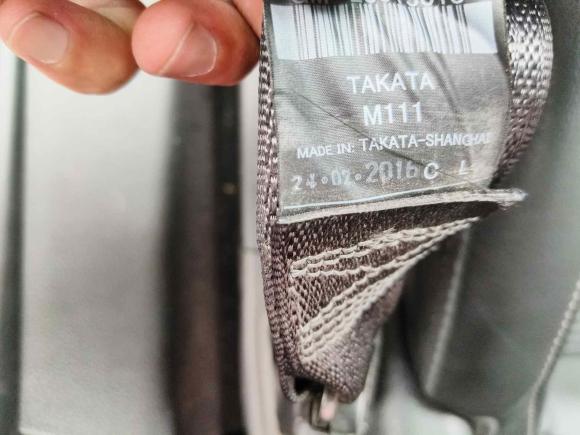 TAKATA
M111
MADE IN: TAKATA-SHANGHAI
24·02·2016 C L